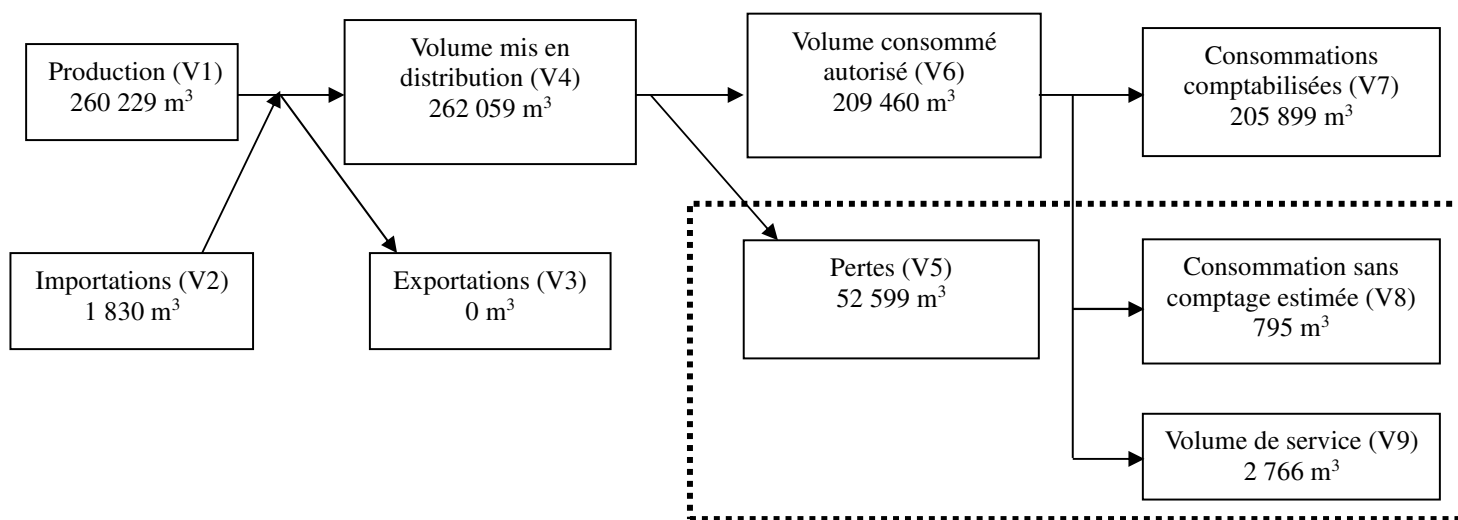 Production (V1)
260 229 m³
Volume mis en
distribution (V4)
262 059 m³
Volume consommé
autorisé (V6)
209 460 m³
Consommations
comptabilisées (V7)
205 899 m³
Importations (V2)
1 830 m³
Exportations (V3)
0 m³
Pertes (V5)
52 599 m³
Consommation sans
comptage estimée (V8)
795 m³
Volume de service (V9)
2 766 m³